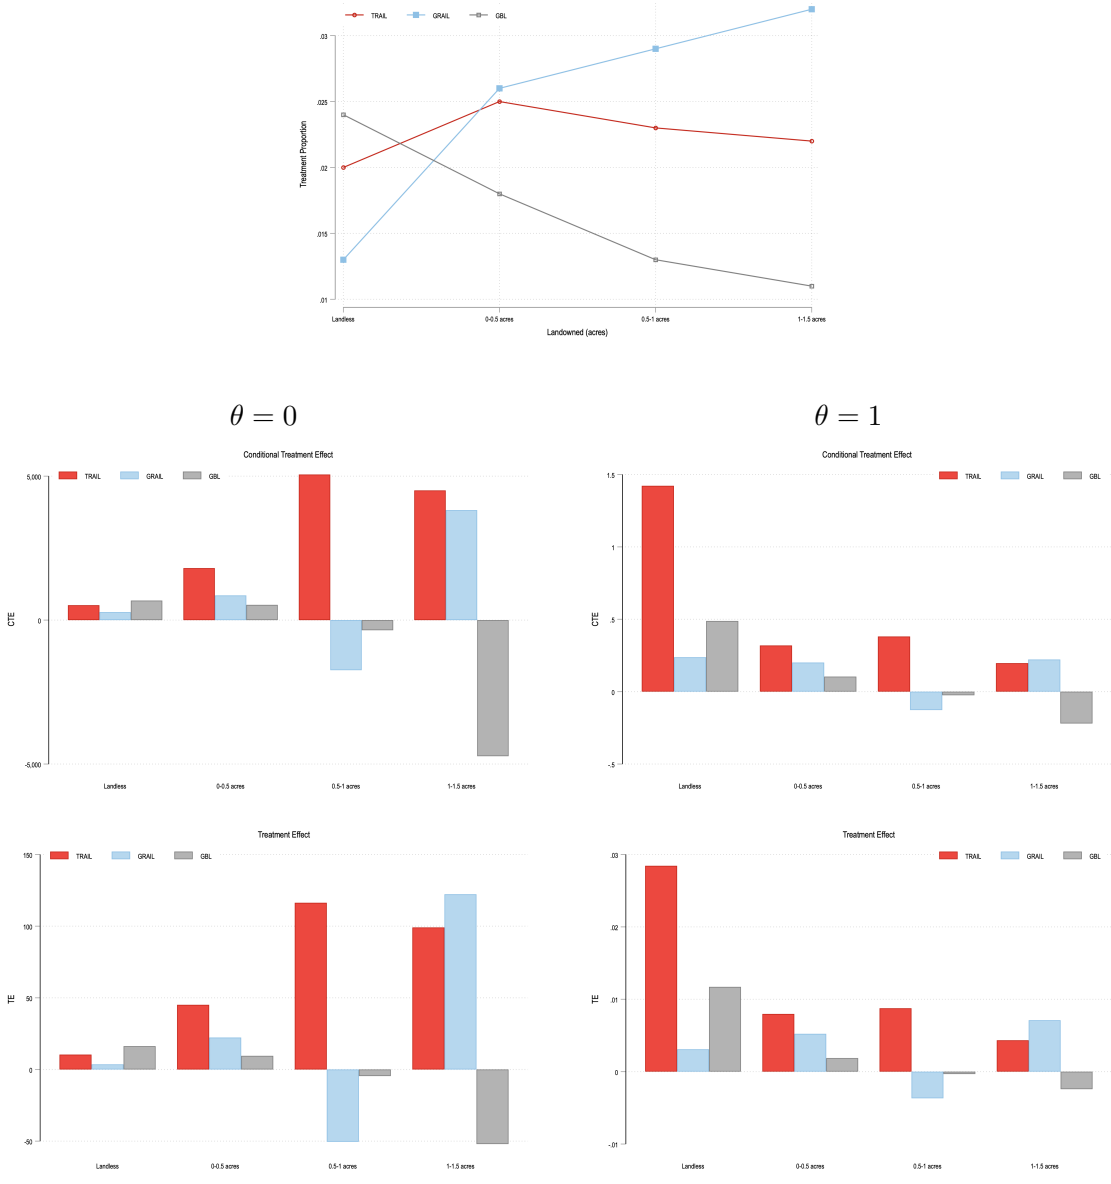 TRAIL GRAIL GBL
.03
.025
.02
.015
.01
Treatment Proportion
Landless 0-0.5 acres 0.5-1 acres 1-1.5 acres
Landowned (acres)
θ = 0
Conditional Treatment Effect
TRAIL GRAIL GBL
5,000
0
-5,000
CTE
Landless 0-0.5 acres 0.5-1 acres 1-1.5 acres
θ = 1
Conditional Treatment Effect
TRAIL GRAIL GBL
1.5
1
.5
0
-.5
CTE
Landless 0-0.5 acres 0.5-1 acres 1-1.5 acres
Treatment Effect
TRAIL GRAIL GBL
150
100
50
0
-50
TE
Landless 0-0.5 acres 0.5-1 acres 1-1.5 acres
Treatment Effect
TRAIL GRAIL GBL
.03
.02
.01
0
-.01
TE
Landless 0-0.5 acres 0.5-1 acres 1-1.5 acres